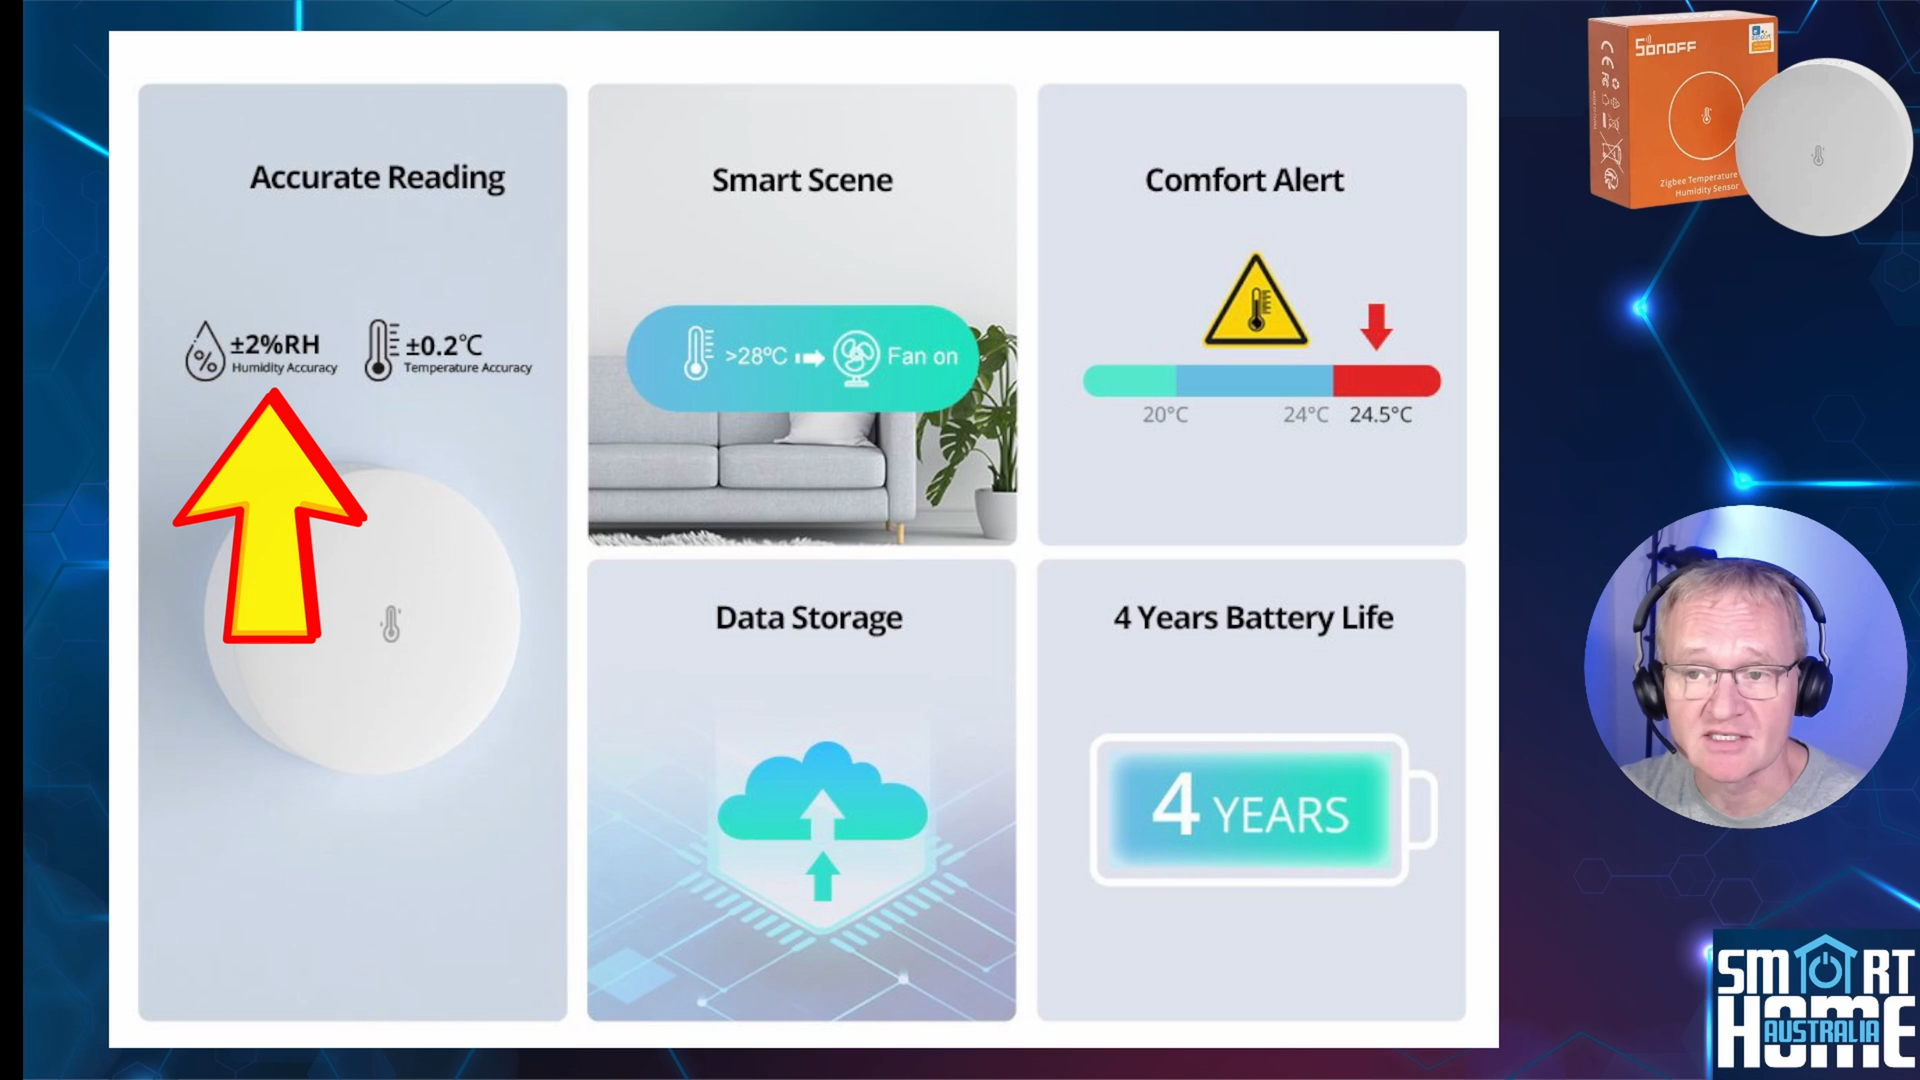 Accurate Reading
±2%RH
Humidity Accuracy
±0.2℃
Temperature Accuracy
Smart Scene
>28ºC
Fan on
Comfort Alert
20°C
24°C
24.5°C
Data Storage
4 Years Battery Life
4 YEARS
SONOFF
Zigbee Temperature
Humidity Sensor
SMART
HOME
AUSTRALIA